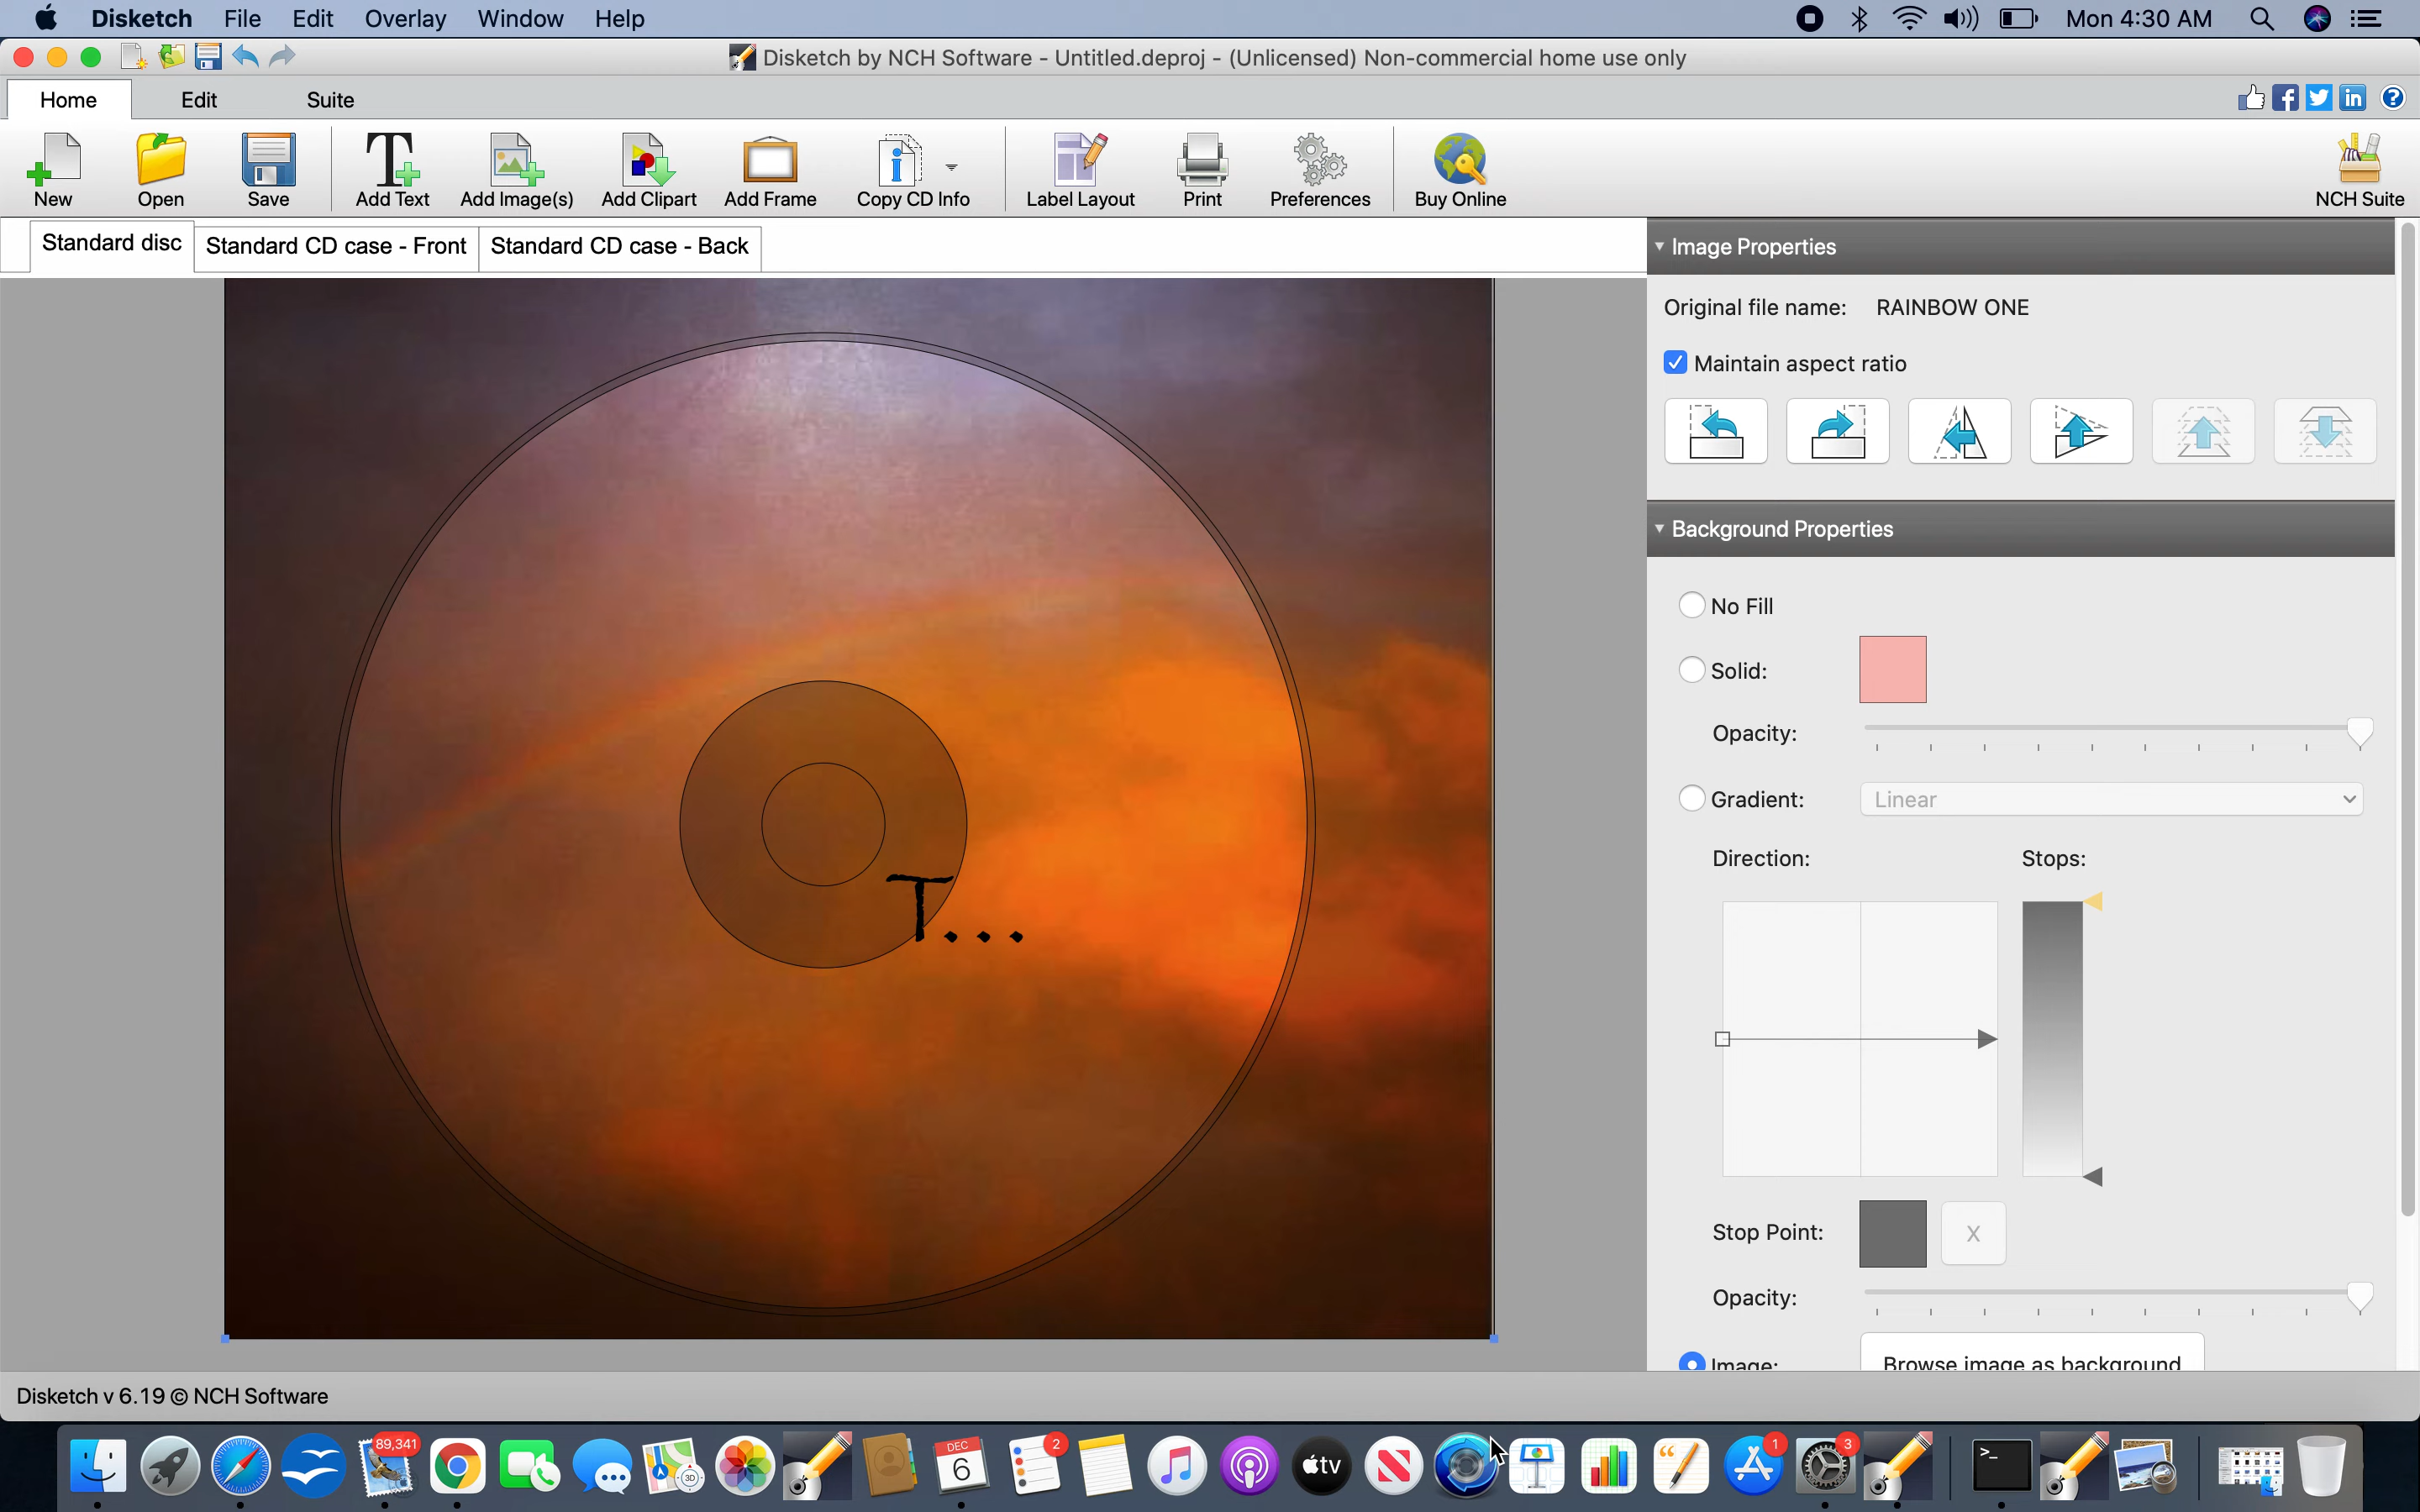 Disketch File Edit Overlay Window Help Mon 4:30 AM
Disketch by NCH Software - Untitled.deproj - (Unlicensed) Non-commercial home use only
Home Edit Suite
New Open Save Add Text Add Image(s) Add Clipart Add Frame Copy CD Info Label Layout Print Preferences Buy Online NCH Suite
Standard disc Standard CD case - Front Standard CD case - Back
Image Properties
Original file name: RAINBOW ONE
Maintain aspect ratio
Background Properties
No Fill
Solid:
Opacity:
Gradient: Linear
Direction: Stops:
T...
Stop Point: X
Opacity:
Image: Browse image as background
Disketch v 6.19 © NCH Software
89,341 DEC 6 3D 2 tv 1 3 >_